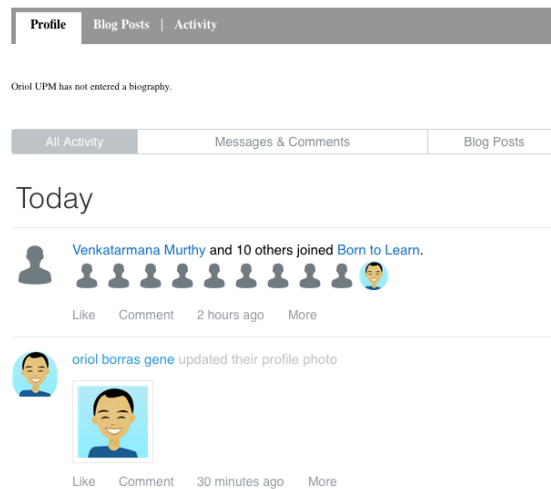 Profile Blog Posts | Activity
Oriol UPM has not entered a biography.
All Activity Messages & Comments Blog Posts
Today
Venkatarmana Murthy and 10 others joined Born to Learn.
Like Comment 2 hours ago More
oriol borras gene updated their profile photo
Like Comment 30 minutes ago More